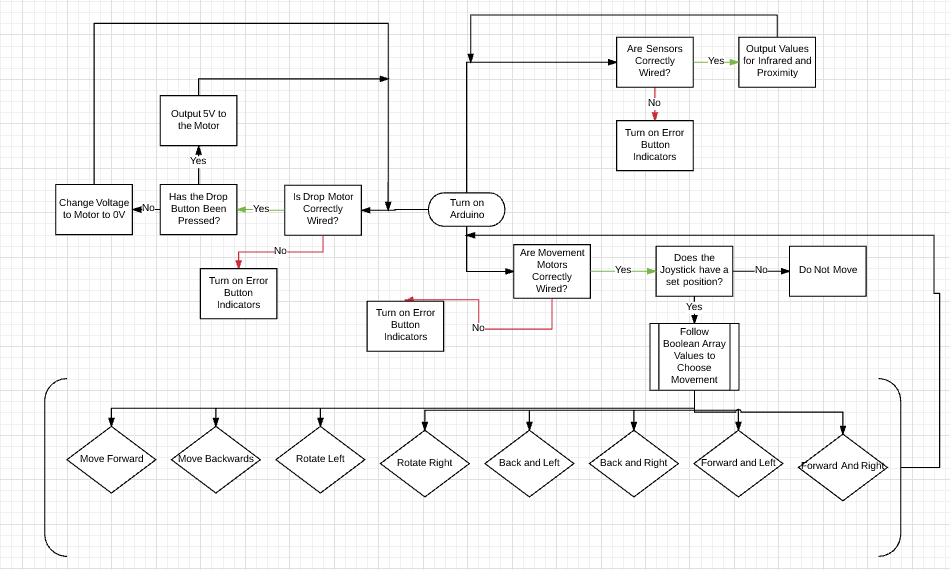 Are Sensors
Correctly
Wired?
Yes
Output Values
for Infrared and
Proximity
No
Turn on Error
Button
Indicators
Output 5V to
the Motor
Yes
Change Voltage
to Motor to 0V
No
Has the Drop
Button Been
Pressed?
Yes
Is Drop Motor
Correctly
Wired?
Turn on
Arduino
No
Turn on Error
Button
Indicators
Are Movement
Motors
Correctly
Wired?
Yes
Does the
Joystick have a
set position?
No
Do Not Move
Turn on Error
Button
Indicators
No
Yes
Follow
Boolean Array
Values to
Choose
Movement
Move Forward
Move Backwards
Rotate Left
Rotate Right
Back and Left
Back and Right
Forward and Left
Forward And Right